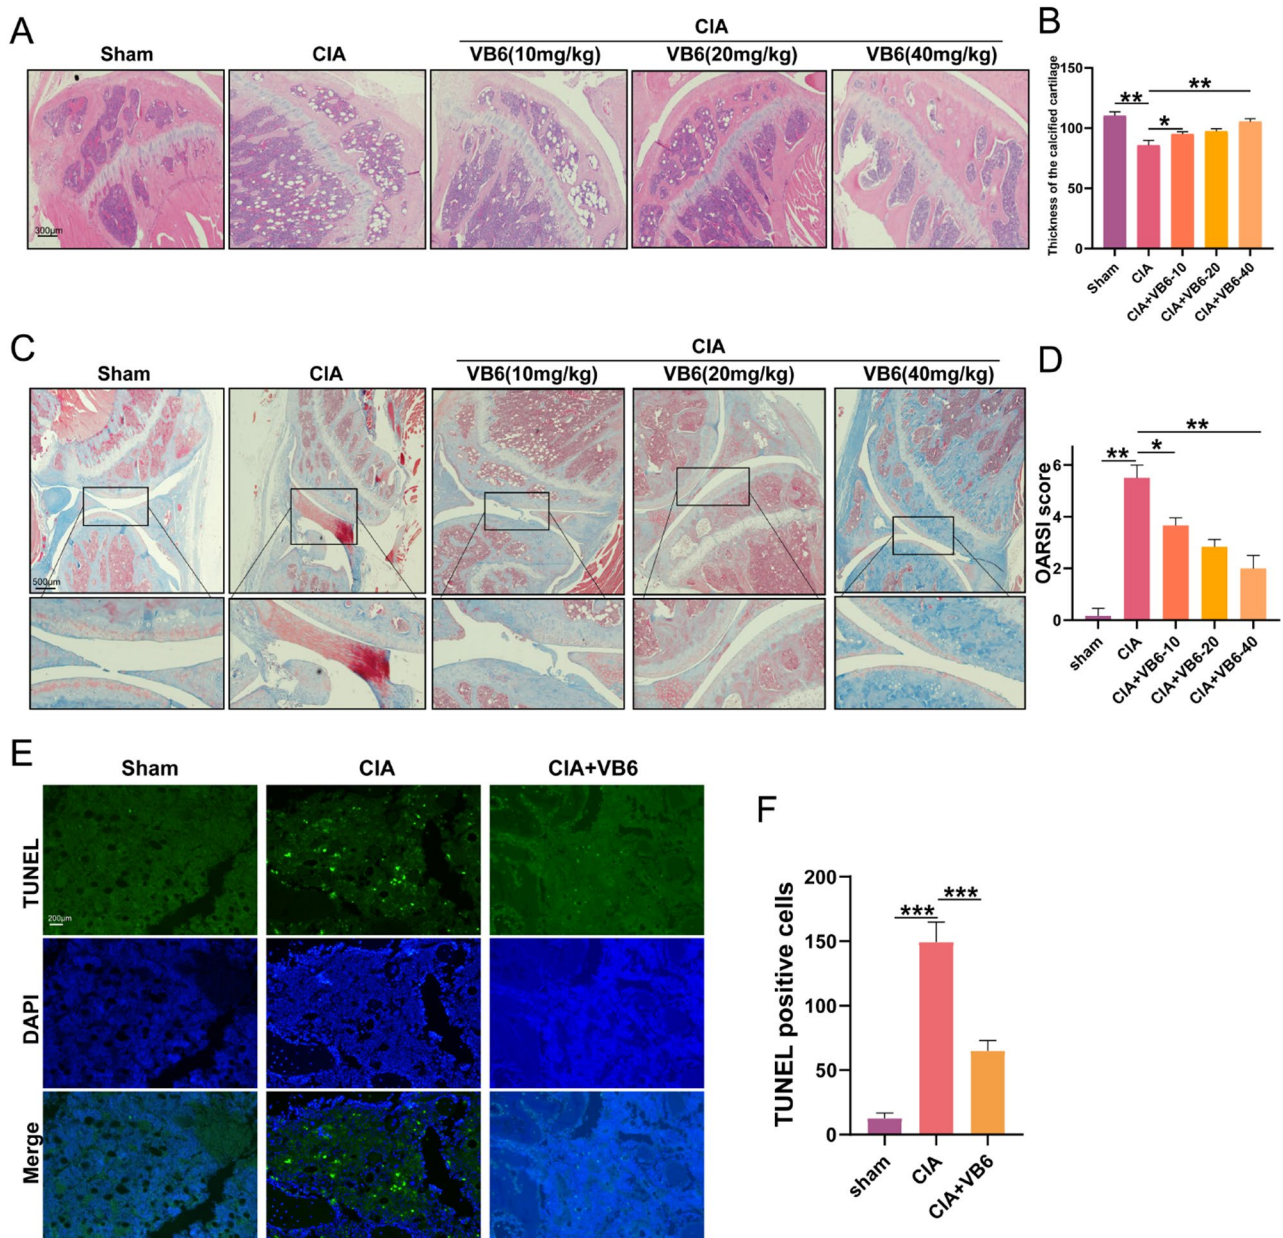 A
CIA
Sham CIA VB6(10mg/kg) VB6(20mg/kg) VB6(40mg/kg)
300μm
B
Thickness of the calcified cartilage
150
100
50
0
** ** *
Sham CIA CIA+VB6-10 CIA+VB6-20 CIA+VB6-40
C
CIA
Sham CIA VB6(10mg/kg) VB6(20mg/kg) VB6(40mg/kg)
500μm
D
OARSI score
6
4
2
0
** ** *
sham CIA CIA+VB6-10 CIA+VB6-20 CIA+VB6-40
E
Sham CIA CIA+VB6
TUNEL
200μm
DAPI
Merge
F
TUNEL positive cells
200
150
100
50
0
*** ***
sham CIA CIA+VB6